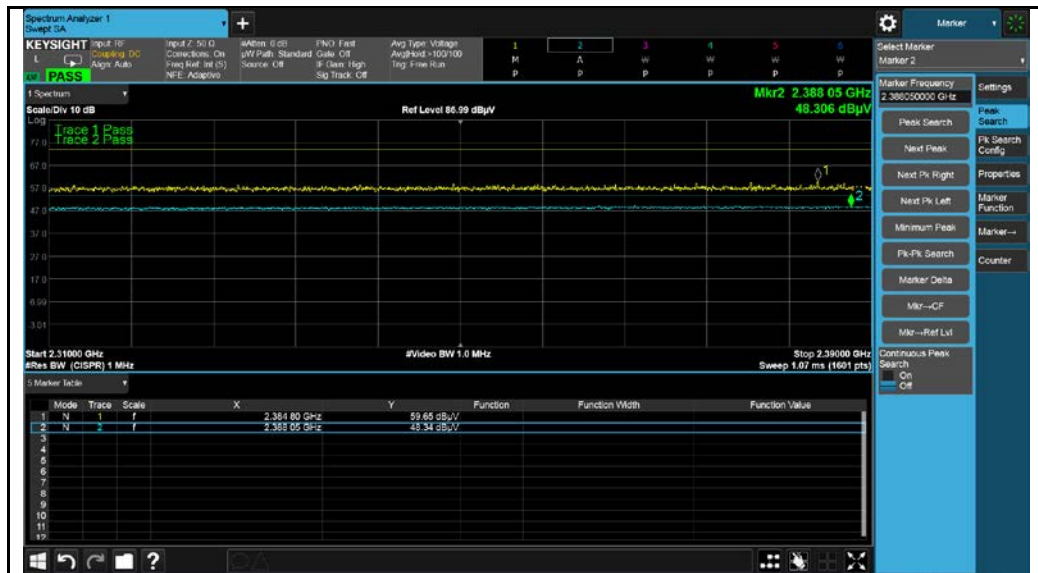 Spectrum Analyzer 1
Swept SA
+
Marker
KEYSIGHT Input: RF Input Z: 50 Ω #Atten: 0 dB PNO: Fast Avg Type: Voltage 1 2 3 4 5 6
L Coupling: DC Corrections: On µW Path: Standard Gate: Off Avg|Hold:>100/100 M A W W W W
Align: Auto Freq Ref: Int (S) Source: Off IF Gain: High Trig: Free Run P P P P P P
PASS NFE: Adaptive Sig Track: Off
Select Marker
Marker 2
1 Spectrum
Mkr2 2.388 05 GHz
Scale/Div 10 dB Ref Level 86.99 dBµV 48.306 dBµV
Log
Trace 1 Pass
Trace 2 Pass
77.0
67.0
57.0
47.0
37.0
27.0
17.0
6.99
-3.01
1
2
Start 2.31000 GHz #Video BW 1.0 MHz Stop 2.39000 GHz
#Res BW (CISPR) 1 MHz Sweep 1.07 ms (1601 pts)
5 Marker Table
Mode Trace Scale X Y Function Function Width Function Value
1 N 1 f 2.384 80 GHz 59.65 dBµV
2 N 2 f 2.388 05 GHz 48.34 dBµV
3
4
5
6
7
8
9
10
11
12
Marker Frequency
2.388050000 GHz
Peak Search
Next Peak
Next Pk Right
Next Pk Left
Minimum Peak
Pk-Pk Search
Marker Delta
Mkr→CF
Mkr→Ref Lvl
Continuous Peak
Search
On
Off
Settings
Peak
Search
Pk Search
Config
Properties
Marker
Function
Marker→
Counter
?